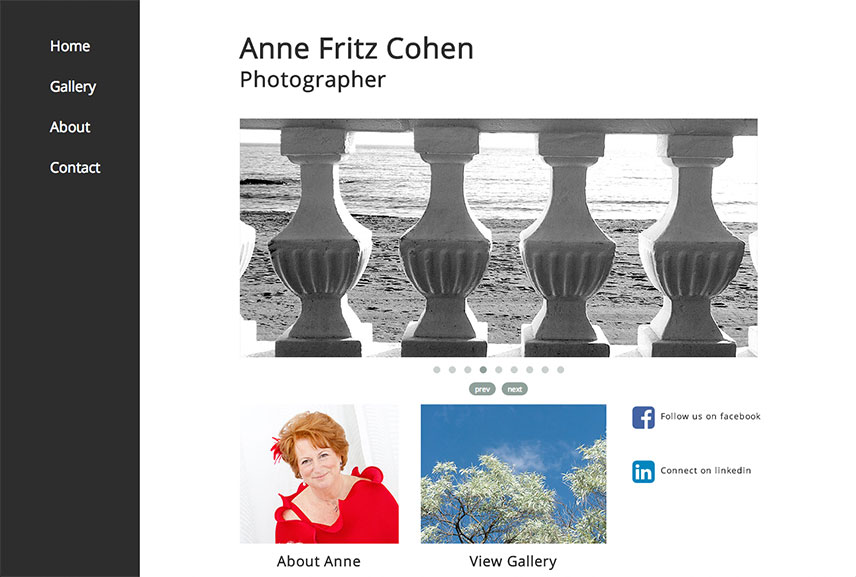 Home
Gallery
About
Contact
Anne Fritz Cohen
Photographer
prev next
Follow us on facebook
Connect on linkedin
About Anne
View Gallery